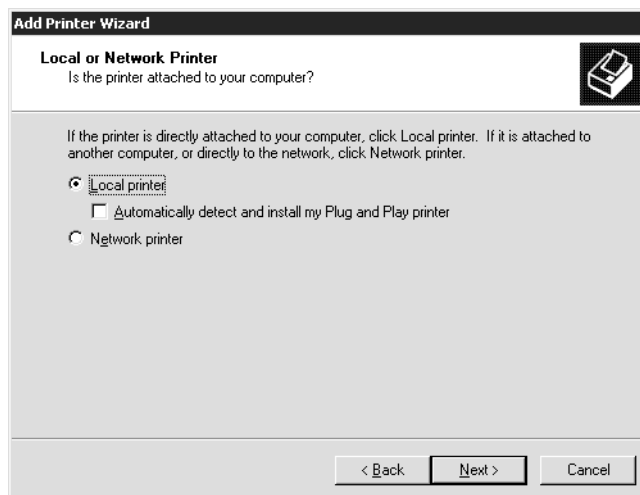 Add Printer Wizard
Local or Network Printer
Is the printer attached to your computer?
If the printer is directly attached to your computer, click Local printer. If it is attached to
another computer, or directly to the network, click Network printer.
Local printer
Automatically detect and install my Plug and Play printer
Network printer
< Back
Next >
Cancel